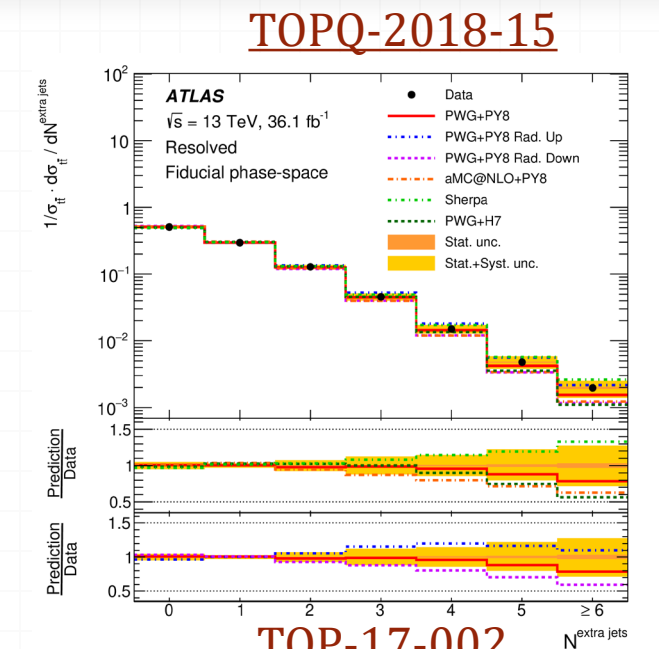 TOPQ-2018-15
10²
10
1
10⁻¹
10⁻²
10⁻³
1/σ_tt̄ · dσ_tt̄ / dN^extra jets
ATLAS
√s = 13 TeV, 36.1 fb⁻¹
Resolved
Fiducial phase-space
Data
PWG+PY8
PWG+PY8 Rad. Up
PWG+PY8 Rad. Down
aMC@NLO+PY8
Sherpa
PWG+H7
Stat. unc.
Stat.+Syst. unc.
Prediction
Data
1.5
1
0.5
Prediction
Data
1.5
1
0.5
0 1 2 3 4 5 ≥ 6
TOP-17-002
N^extra jets